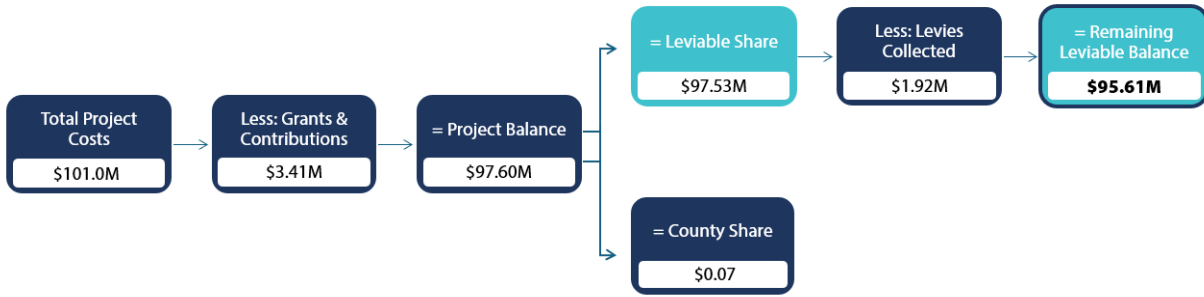 Total Project
Costs
$101.0M
Less: Grants &
Contributions
$3.41M
= Project Balance
$97.60M
= Leviable Share
$97.53M
Less: Levies
Collected
$1.92M
= Remaining
Leviable Balance
$95.61M
= County Share
$0.07